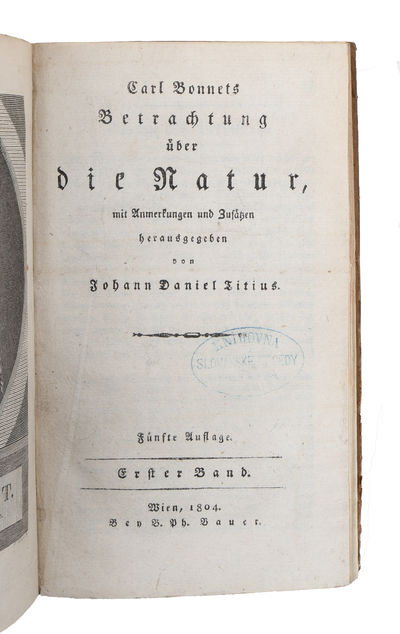 Carl Bonnets
Betrachtung
über
die Natur,
mit Anmerkungen und Zusätzen
herausgegeben
von
Johann Daniel Titius.
KNIHOVNA
Fünfte Auflage.
Erster Band.
Wien, 1804.
Bey B. Ph. Bauer.
T.